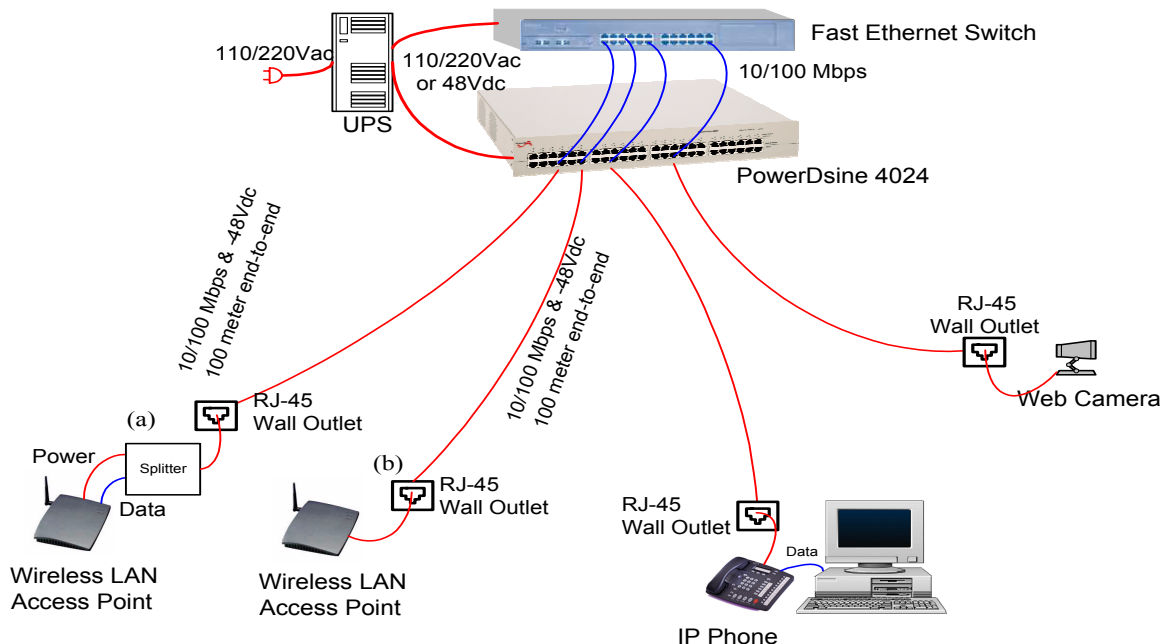 Fast Ethernet Switch
110/220Vac
110/220Vac
or 48Vdc
10/100 Mbps
UPS
PowerDsine 4024
10/100 Mbps & -48Vdc
100 meter end-to-end
10/100 Mbps & -48Vdc
100 meter end-to-end
RJ-45
Wall Outlet
Web Camera
(a)
RJ-45
Wall Outlet
Power
Splitter
Data
(b)
RJ-45
Wall Outlet
RJ-45
Wall Outlet
Data
Wireless LAN
Access Point
Wireless LAN
Access Point
IP Phone